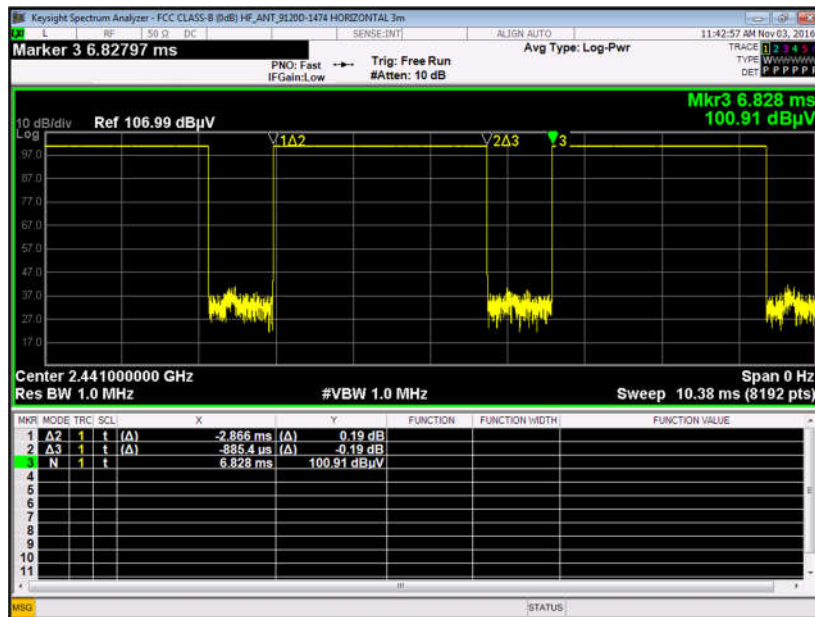 Keysight Spectrum Analyzer - FCC CLASS-B (0dB) HF_ANT_9120D-1474 HORIZONTAL 3m
LXI L RF 50 Ω DC SENSE:INT ALIGN AUTO 11:42:57 AM Nov 03, 2016
Marker 3 6.82797 ms
PNO: Fast
IFGain:Low
Trig: Free Run
#Atten: 10 dB
Avg Type: Log-Pwr
TRACE 1 2 3 4 5
TYPE W
DET P P P P P P
Mkr3 6.828 ms
100.91 dBµV
10 dB/div Ref 106.99 dBµV
Log
1Δ2
2Δ3
3
97.0
87.0
77.0
67.0
57.0
47.0
37.0
27.0
17.0
Center 2.441000000 GHz Span 0 Hz
Res BW 1.0 MHz #VBW 1.0 MHz Sweep 10.38 ms (8192 pts)
MKR MODE TRC SCL X Y FUNCTION FUNCTION WIDTH FUNCTION VALUE
1 Δ2 1 t (Δ) -2.866 ms (Δ) 0.19 dB
2 Δ3 1 t (Δ) -885.4 µs (Δ) -0.19 dB
3 N 1 t 6.828 ms 100.91 dBµV
4
5
6
7
8
9
10
11
MSG STATUS